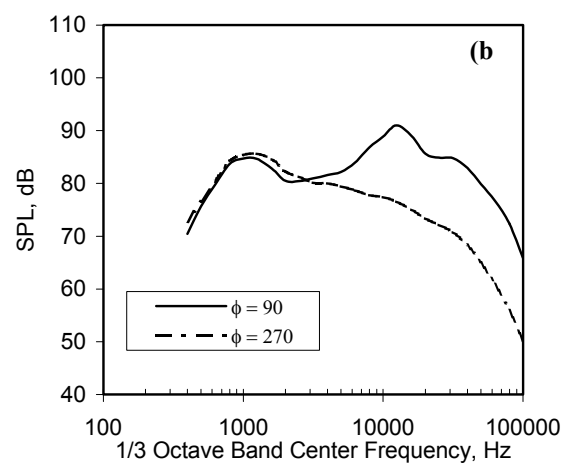 110
(b
100
90
80
70
60
50
40
SPL, dB
ϕ = 90
ϕ = 270
100 1000 10000 100000
1/3 Octave Band Center Frequency, Hz